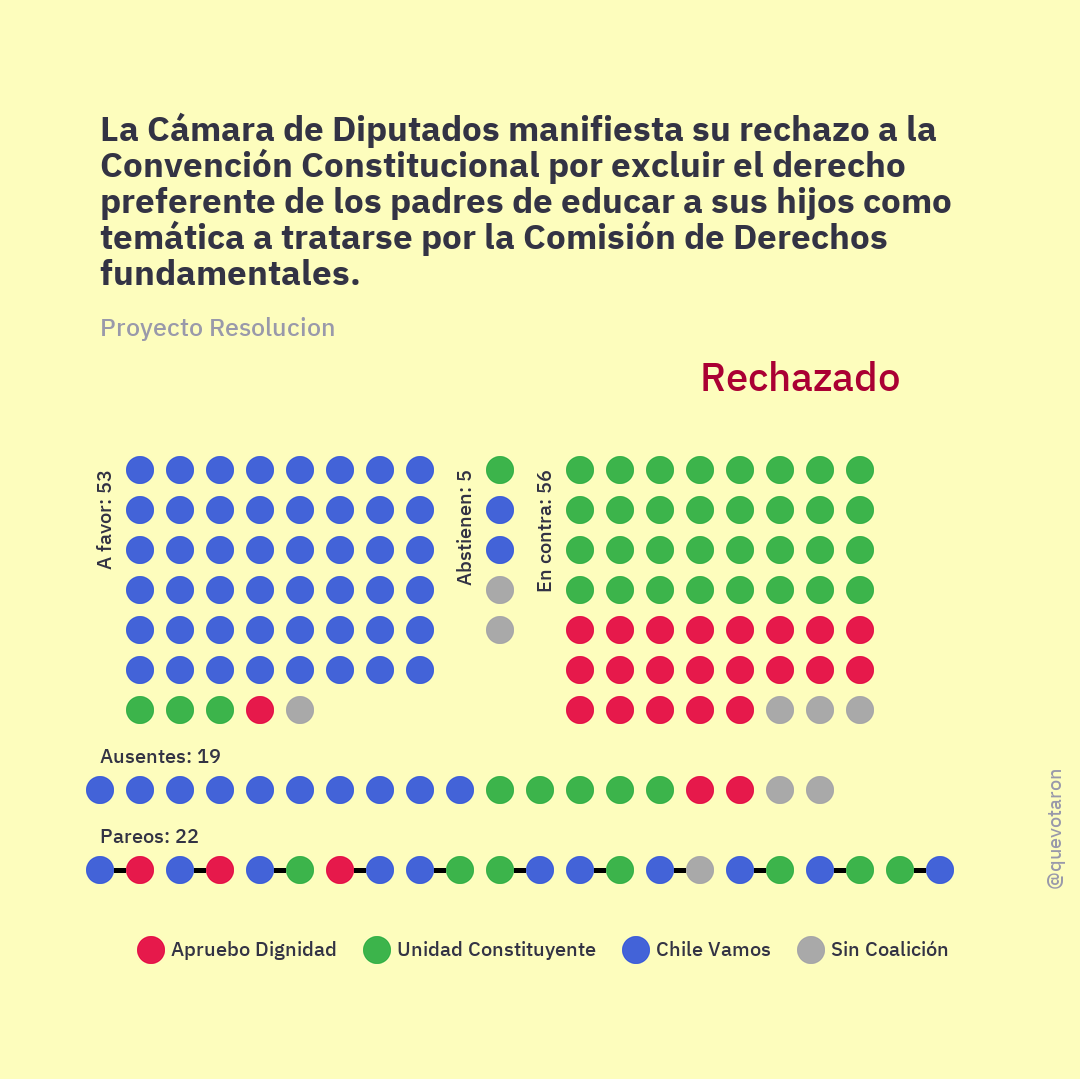 La Cámara de Diputados manifiesta su rechazo a la
Convención Constitucional por excluir el derecho
preferente de los padres de educar a sus hijos como
temática a tratarse por la Comisión de Derechos
fundamentales.
Proyecto Resolucion
Rechazado
A favor: 53
Abstienen: 5
En contra: 56
Ausentes: 19
Pareos: 22
@quevotaron
Apruebo Dignidad
Unidad Constituyente
Chile Vamos
Sin Coalición